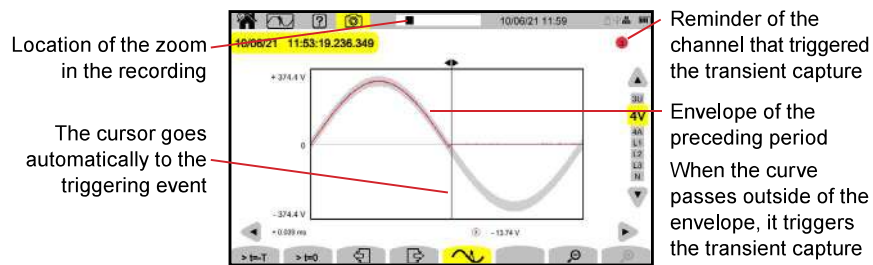 10/06/21 11:59
Location of the zoom
in the recording
10/06/21 11:53:19.236.349
Reminder of the
channel that triggered
the transient capture
+ 374.4 V
0
- 374.4 V
3U
4V
4A
L1
L2
L3
N
The cursor goes
automatically to the
triggering event
Envelope of the
preceding period
When the curve
passes outside of the
envelope, it triggers
the transient capture
+ 0.039 ms
- 13.74 V
> t=-T
> t=0